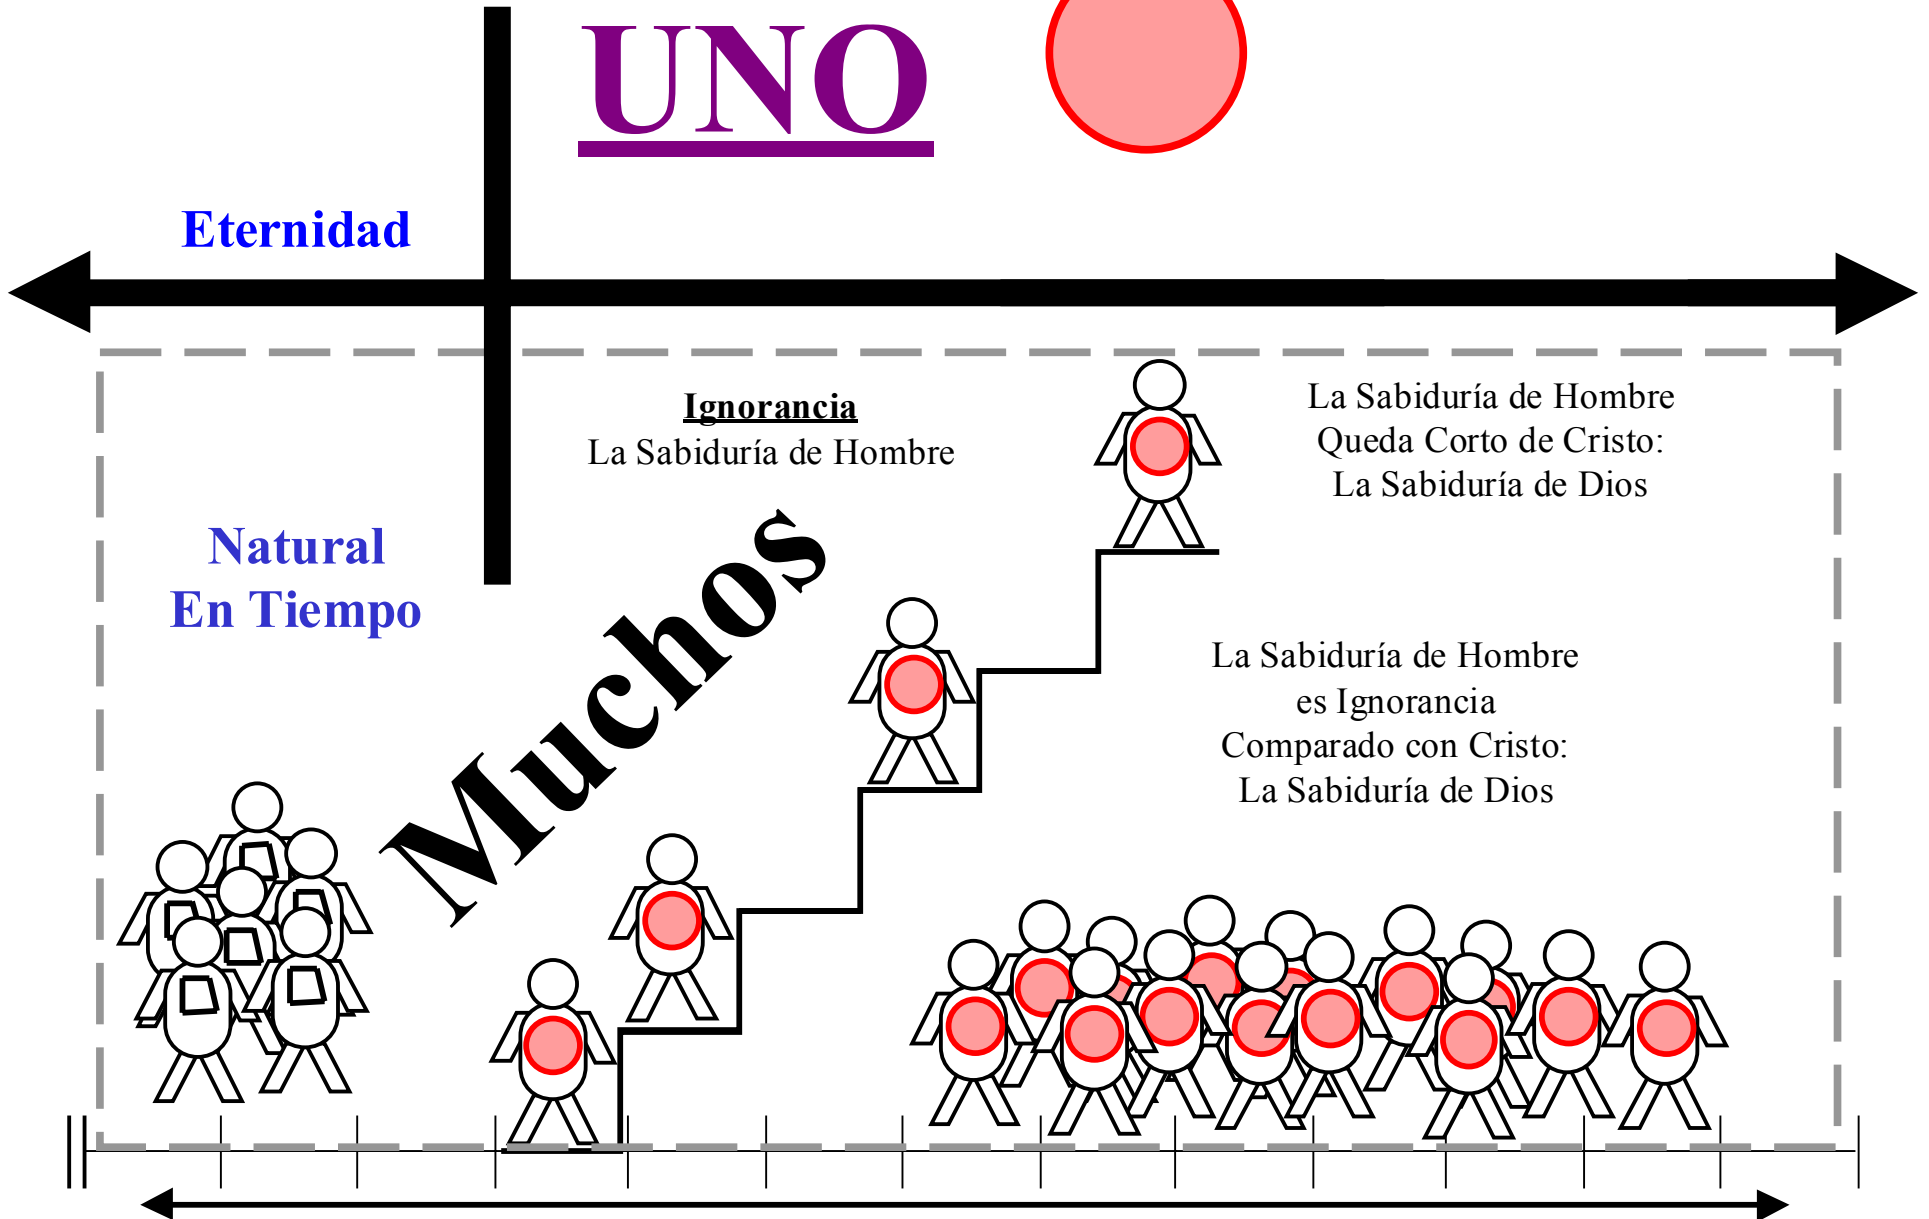 UNO
Eternidad
Ignorancia
La Sabiduría de Hombre
La Sabiduría de Hombre
Queda Corto de Cristo:
La Sabiduría de Dios
Natural
En Tiempo
Muchos
La Sabiduría de Hombre
es Ignorancia
Comparado con Cristo:
La Sabiduría de Dios